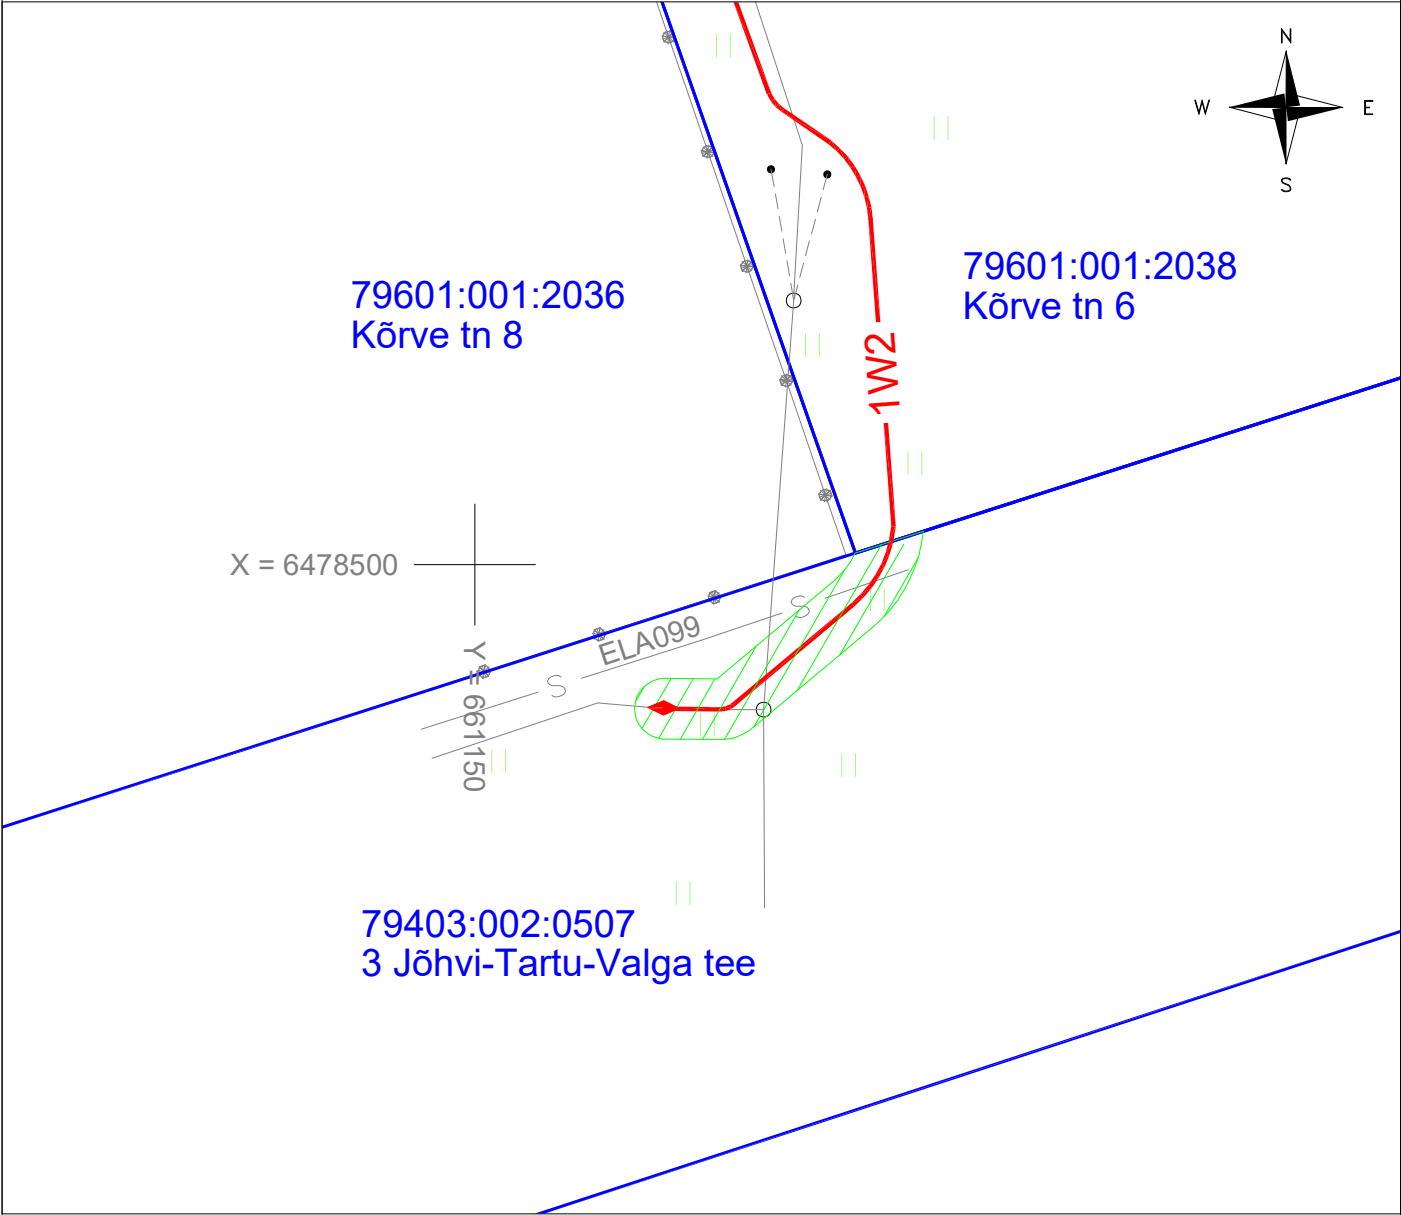 N
W
E
S
79601:001:2036
Kõrve tn 8
79601:001:2038
Kõrve tn 6
1W2
X = 6478500
Y = 661150
S
ELA099
S
79403:002:0507
3 Jõhvi-Tartu-Valga tee